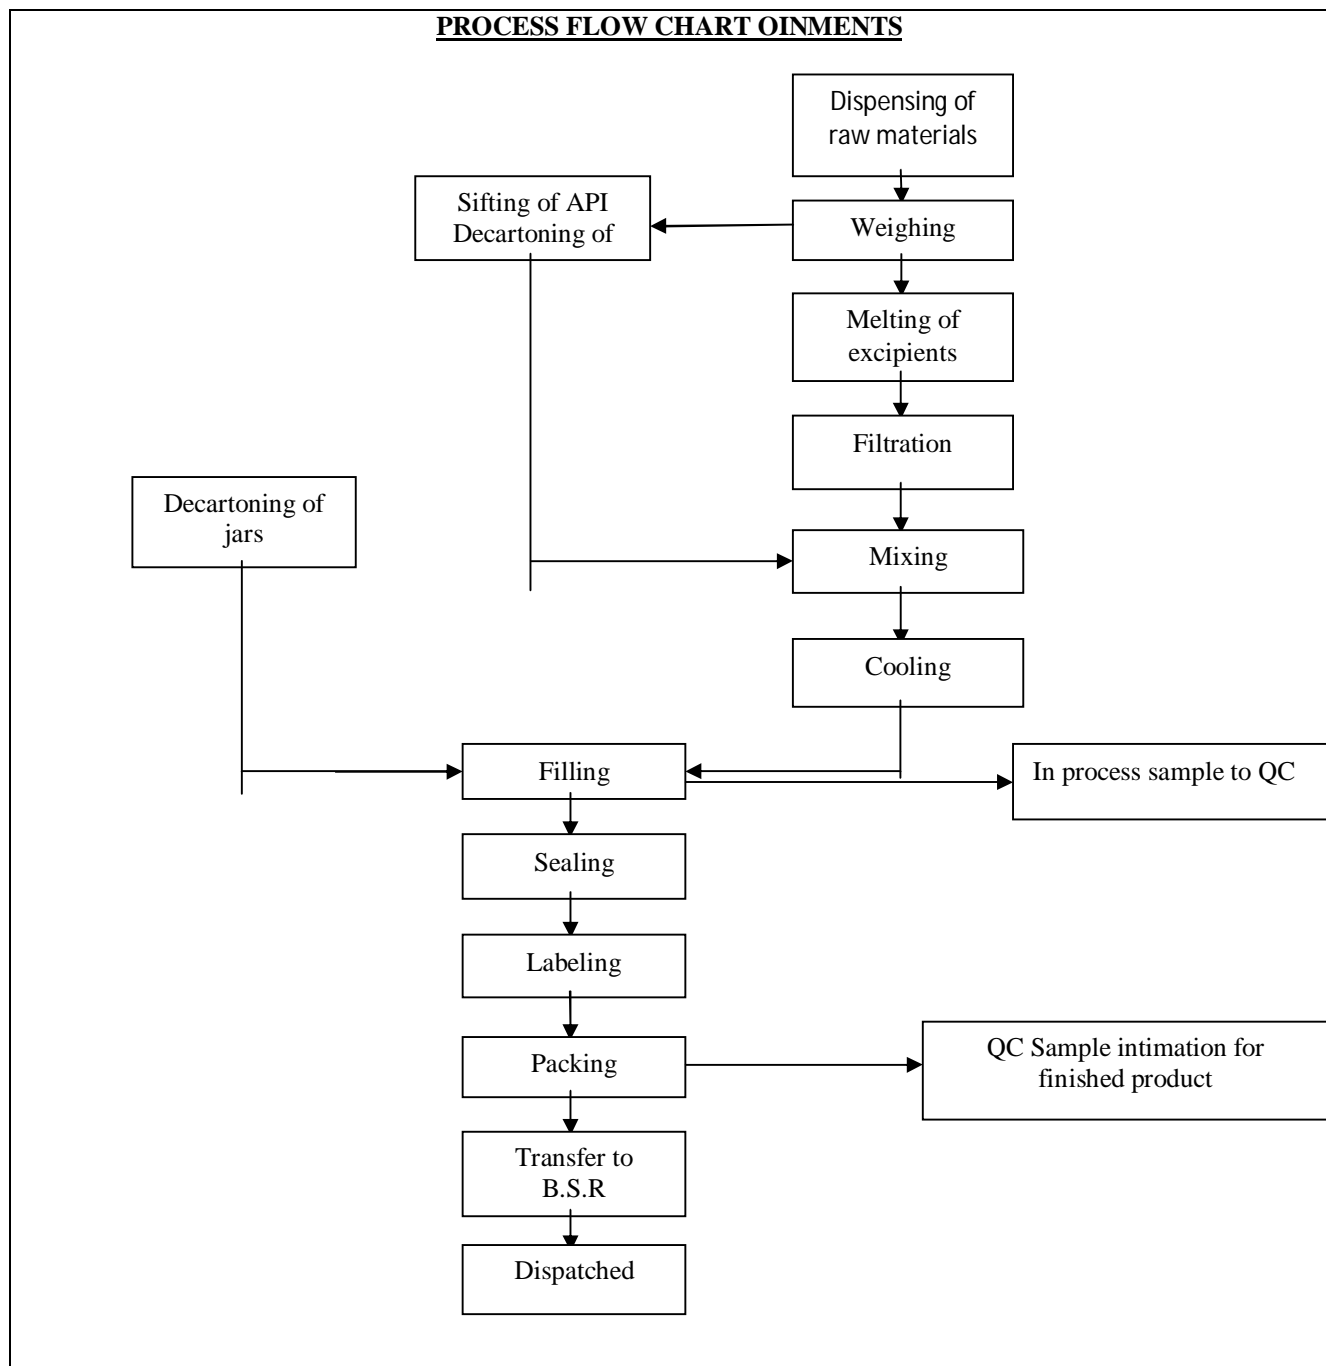 PROCESS FLOW CHART OINMENTS
Dispensing of
raw materials
Sifting of API
Decartoning of
Weighing
Melting of
excipients
Filtration
Decartoning of
jars
Mixing
Cooling
Filling
In process sample to QC
Sealing
Labeling
Packing
QC Sample intimation for
finished product
Transfer to
B.S.R
Dispatched